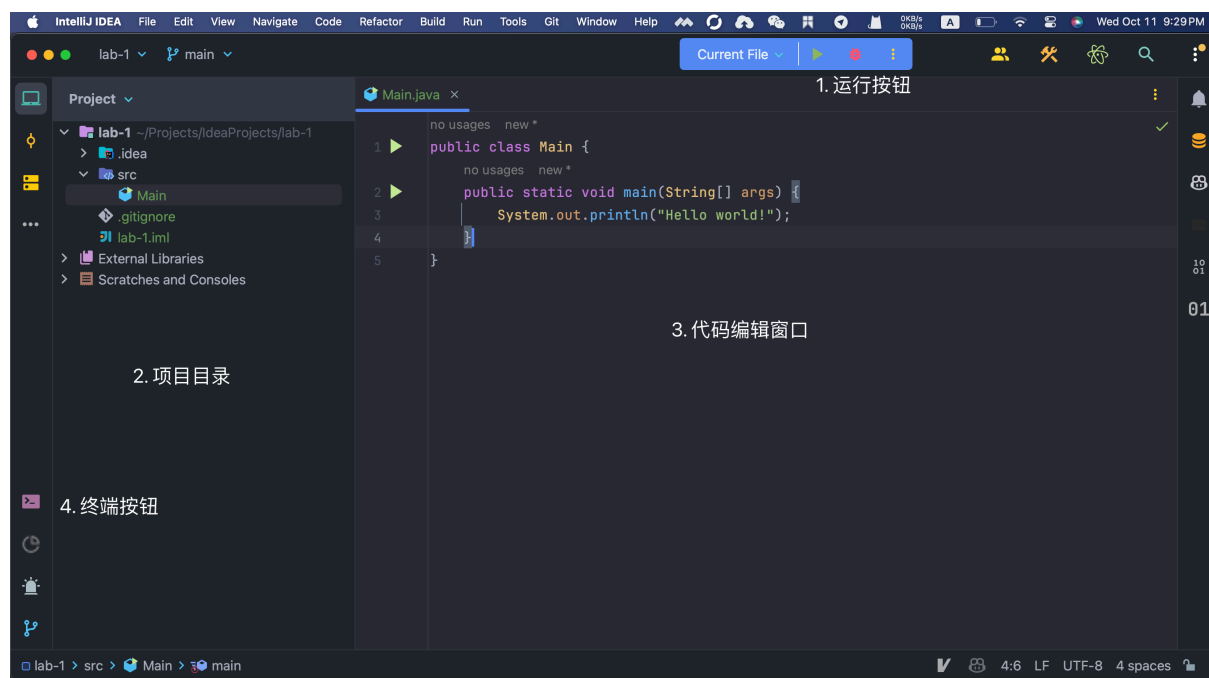 IntelliJ IDEA File Edit View Navigate Code Refactor Build Run Tools Git Window Help 0KB/s 0KB/s A Wed Oct 11 9:29 PM
lab-1 main Current File
1. 运行按钮
Project Main.java ×
no usages new *
lab-1 ~/Projects/IdeaProjects/lab-1
1 public class Main {
.idea
no usages new *
src
2 public static void main(String[] args) {
Main
3 System.out.println("Hello world!");
.gitignore
4 }
lab-1.iml
5 }
External Libraries
Scratches and Consoles
10
01
01
3. 代码编辑窗口
2. 项目目录
4. 终端按钮
lab-1 > src > Main > main 4:6 LF UTF-8 4 spaces